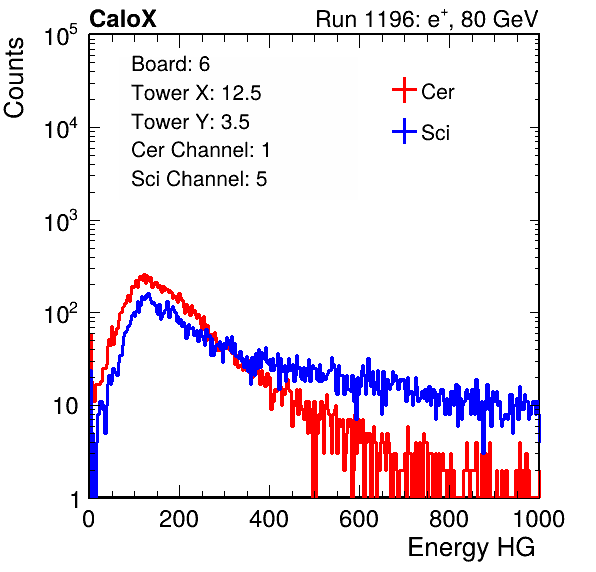 CaloX Run 1196: e⁺, 80 GeV
Counts
Board: 6
Tower X: 12.5
Tower Y: 3.5
Cer Channel: 1
Sci Channel: 5
Cer
Sci
10⁵
10⁴
10³
10²
10
1
0 200 400 600 800 1000
Energy HG